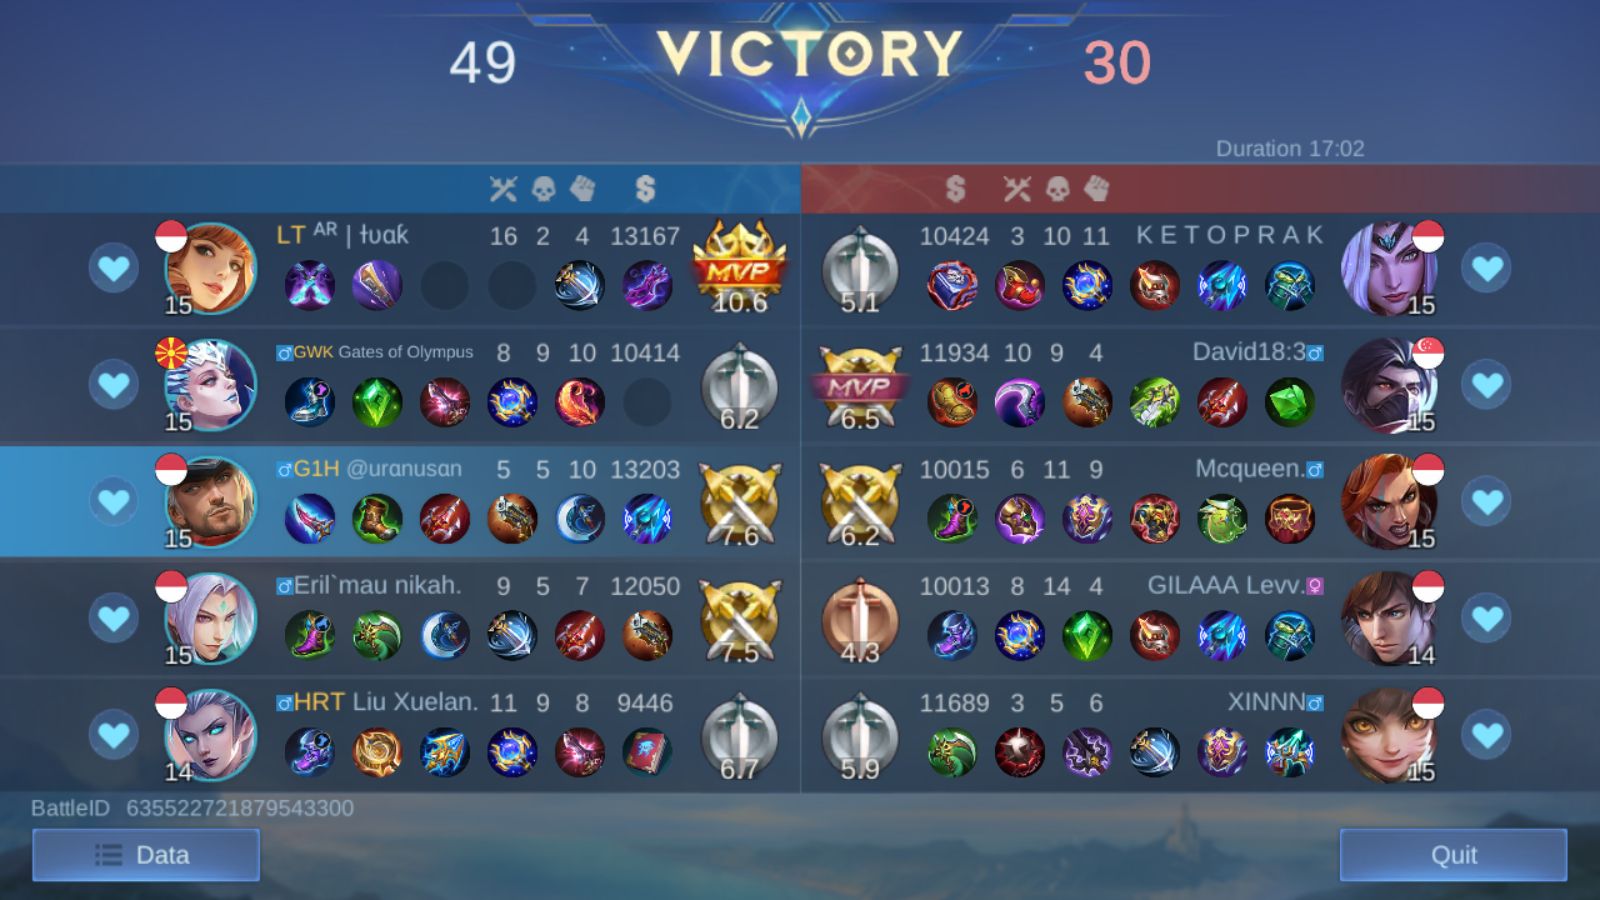 49 VICTORY 30
Duration 17:02
LT AR | ƚʋαƙ 16 2 4 13167 MVP 10.6 15
5.1 10424 3 10 11 K E T O P R A K 15
GWK Gates of Olympus 8 9 10 10414 6.2 15
MVP 6.5 11934 10 9 4 David18:3 15
G1H @uranusan 5 5 10 13203 7.6 15
6.2 10015 6 11 9 Mcqueen. 15
Eril`mau nikah. 9 5 7 12050 7.5 15
4.3 10013 8 14 4 GILAAA Levv. 14
HRT Liu Xuelan. 11 9 8 9446 6.7 14
5.9 11689 3 5 6 XINNN 15
BattleID 635522721879543300
Data
Quit